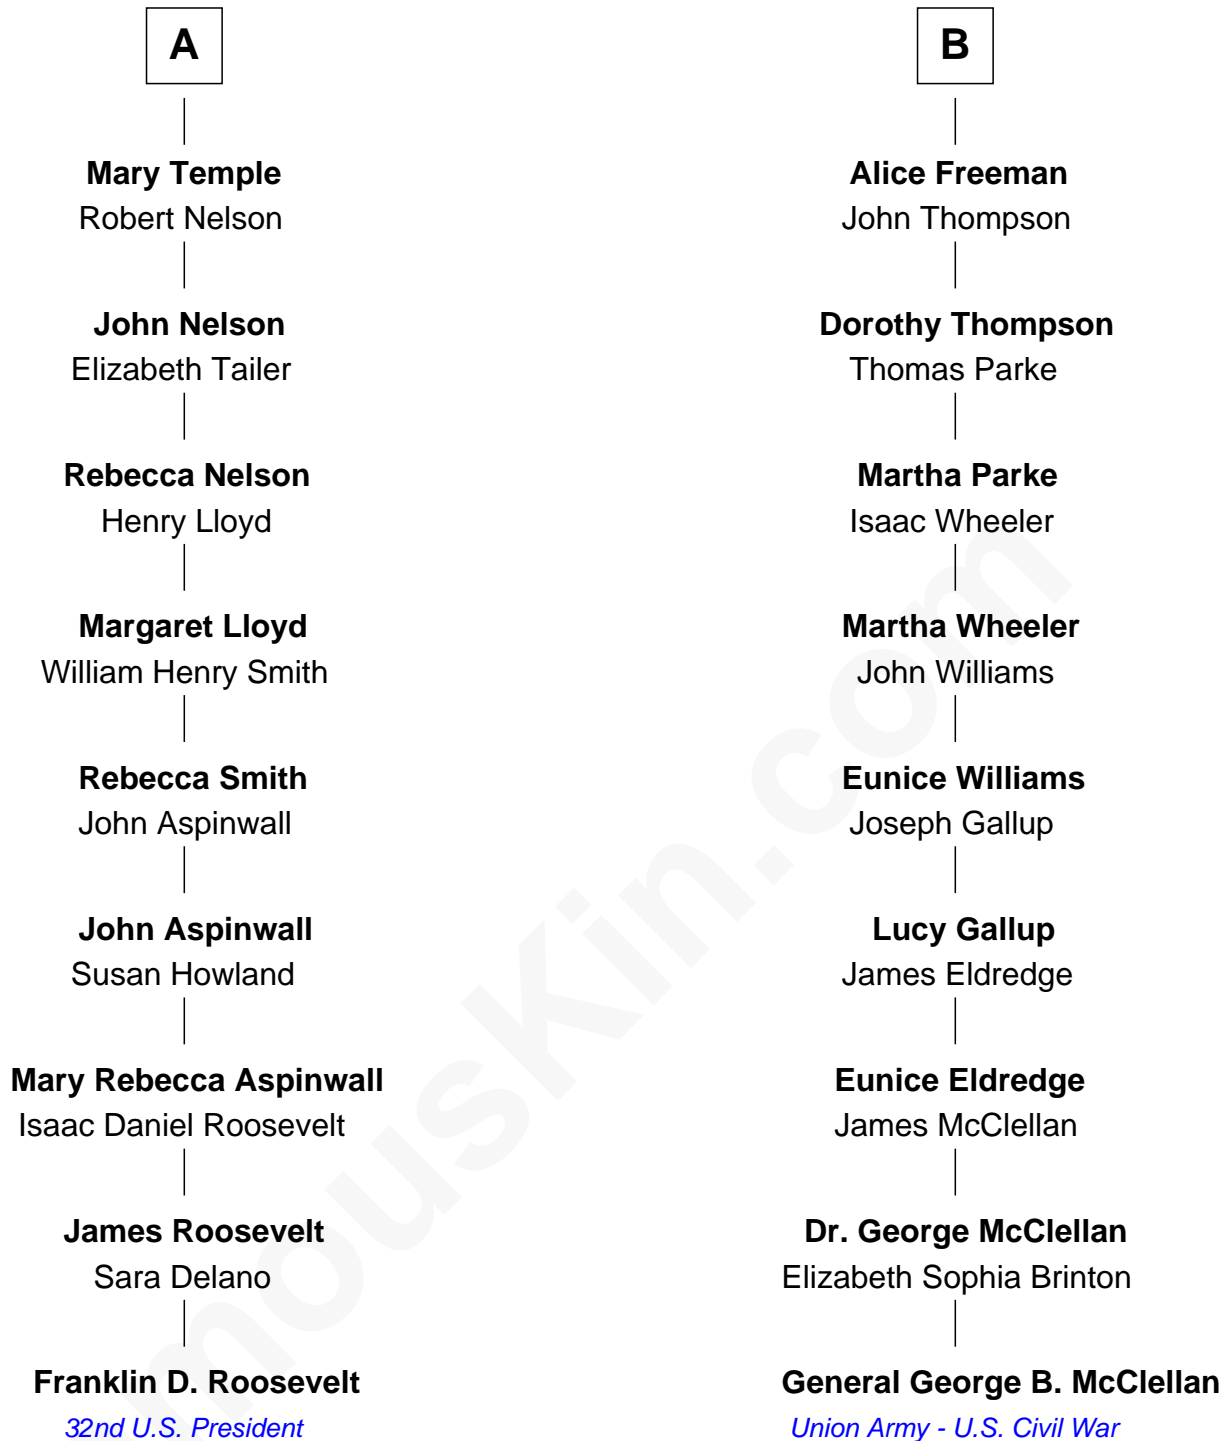 A
Mary Temple
Robert Nelson
John Nelson
Elizabeth Tailer
Rebecca Nelson
Henry Lloyd
Margaret Lloyd
William Henry Smith
Rebecca Smith
John Aspinwall
John Aspinwall
Susan Howland
Mary Rebecca Aspinwall
Isaac Daniel Roosevelt
James Roosevelt
Sara Delano
Franklin D. Roosevelt
32nd U.S. President
B
Alice Freeman
John Thompson
Dorothy Thompson
Thomas Parke
Martha Parke
Isaac Wheeler
Martha Wheeler
John Williams
Eunice Williams
Joseph Gallup
Lucy Gallup
James Eldredge
Eunice Eldredge
James McClellan
Dr. George McClellan
Elizabeth Sophia Brinton
General George B. McClellan
Union Army - U.S. Civil War
mousKin.com